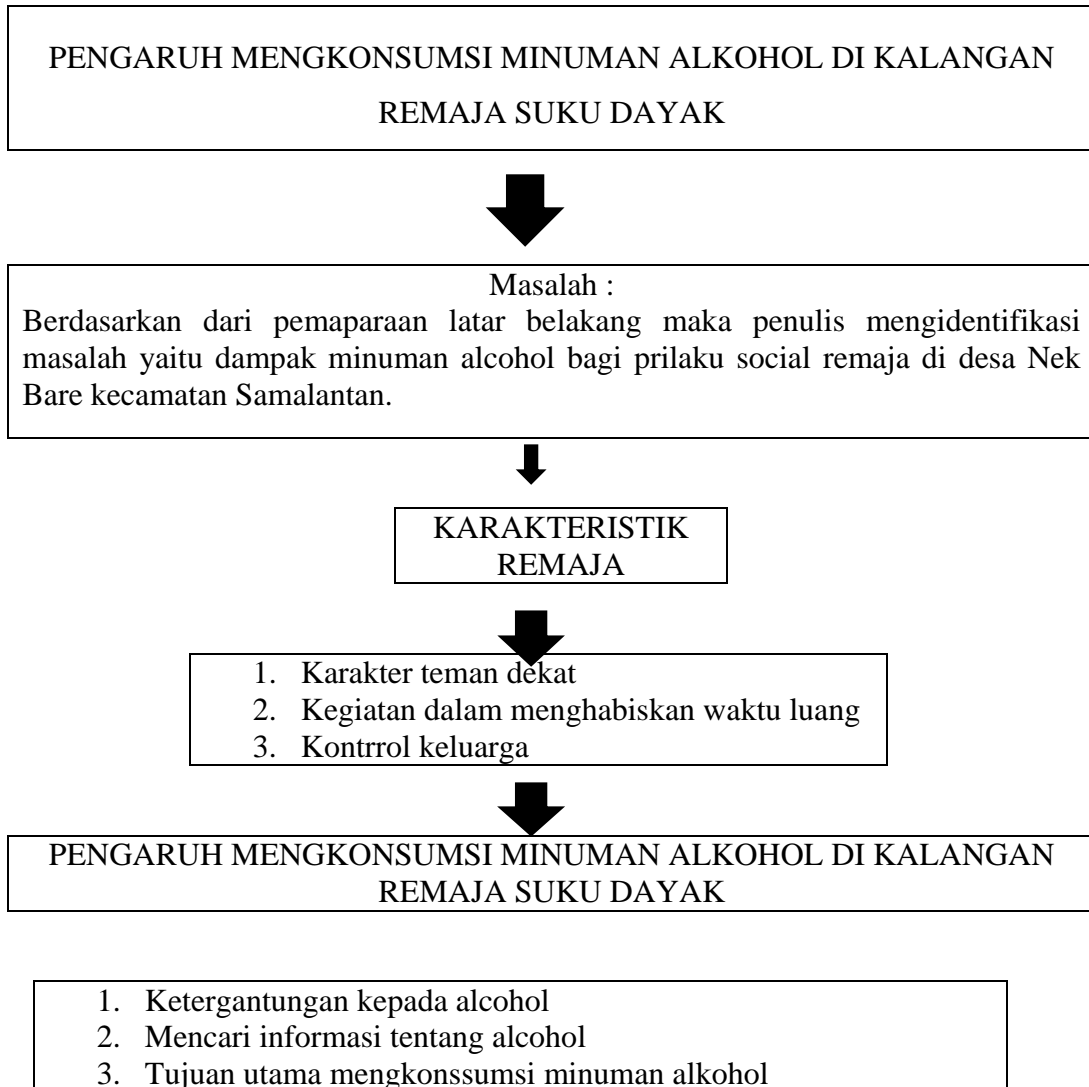 PENGARUH MENGKONSUMSI MINUMAN ALKOHOL DI KALANGAN
REMAJA SUKU DAYAK
Masalah :
Berdasarkan dari pemaparaan latar belakang maka penulis mengidentifikasi
masalah yaitu dampak minuman alcohol bagi prilaku social remaja di desa Nek
Bare kecamatan Samalantan.
KARAKTERISTIK
REMAJA
1. Karakter teman dekat
2. Kegiatan dalam menghabiskan waktu luang
3. Kontrrol keluarga
PENGARUH MENGKONSUMSI MINUMAN ALKOHOL DI KALANGAN
REMAJA SUKU DAYAK
1. Ketergantungan kepada alcohol
2. Mencari informasi tentang alcohol
3. Tujuan utama mengkonssumsi minuman alkohol